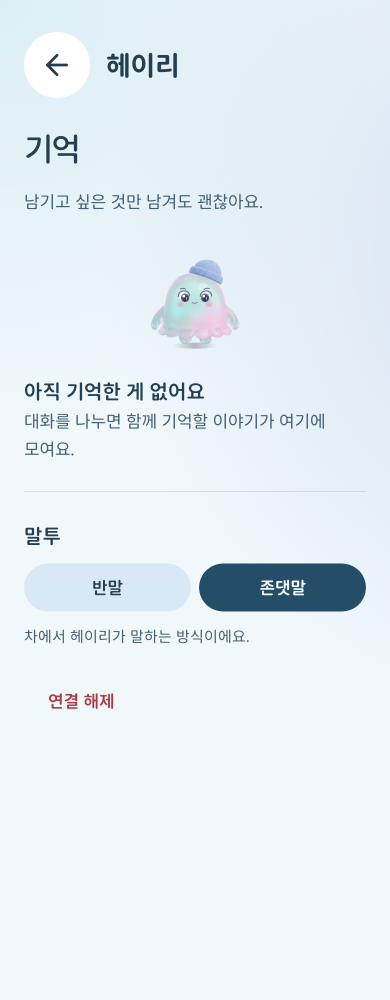 헤이리
기억
남기고 싶은 것만 남겨도 괜찮아요.
아직 기억한 게 없어요
대화를 나누면 함께 기억할 이야기가 여기에
모여요.
말투
반말
존댓말
차에서 헤이리가 말하는 방식이에요.
연결 해제